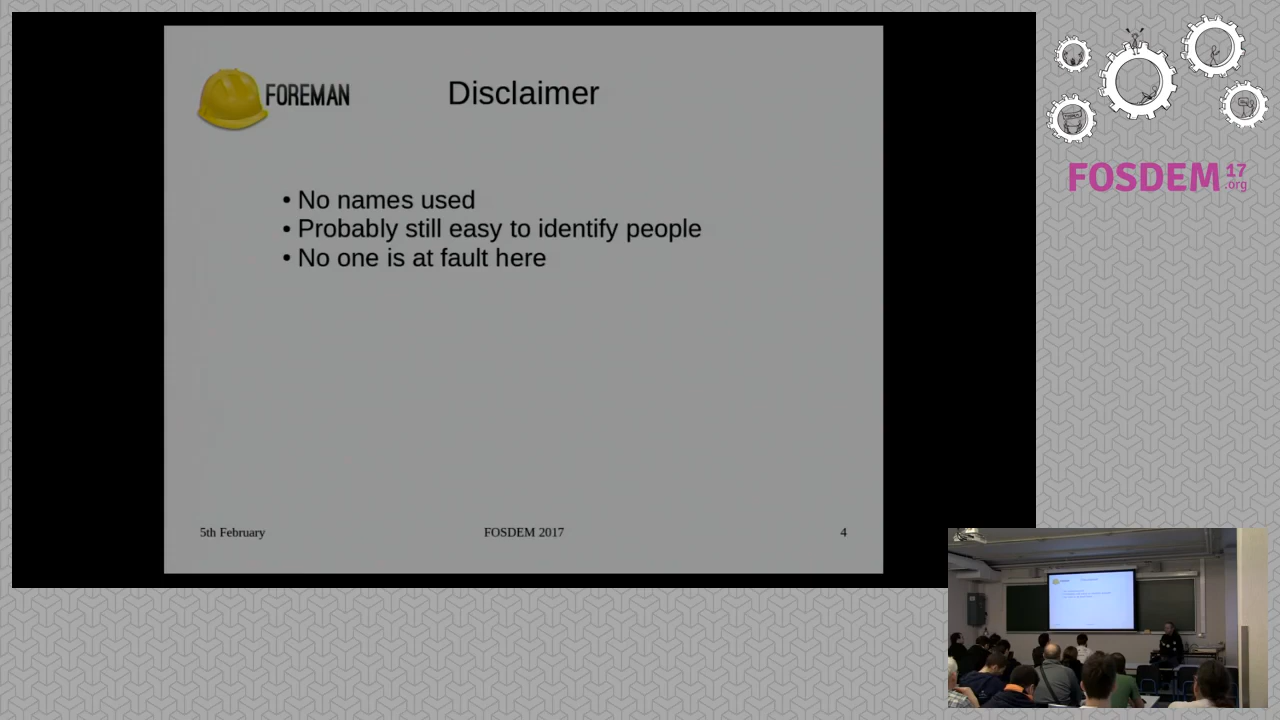 FOREMAN
Disclaimer
• No names used
• Probably still easy to identify people
• No one is at fault here
5th February
FOSDEM 2017
4
FOSDEM 17
.org